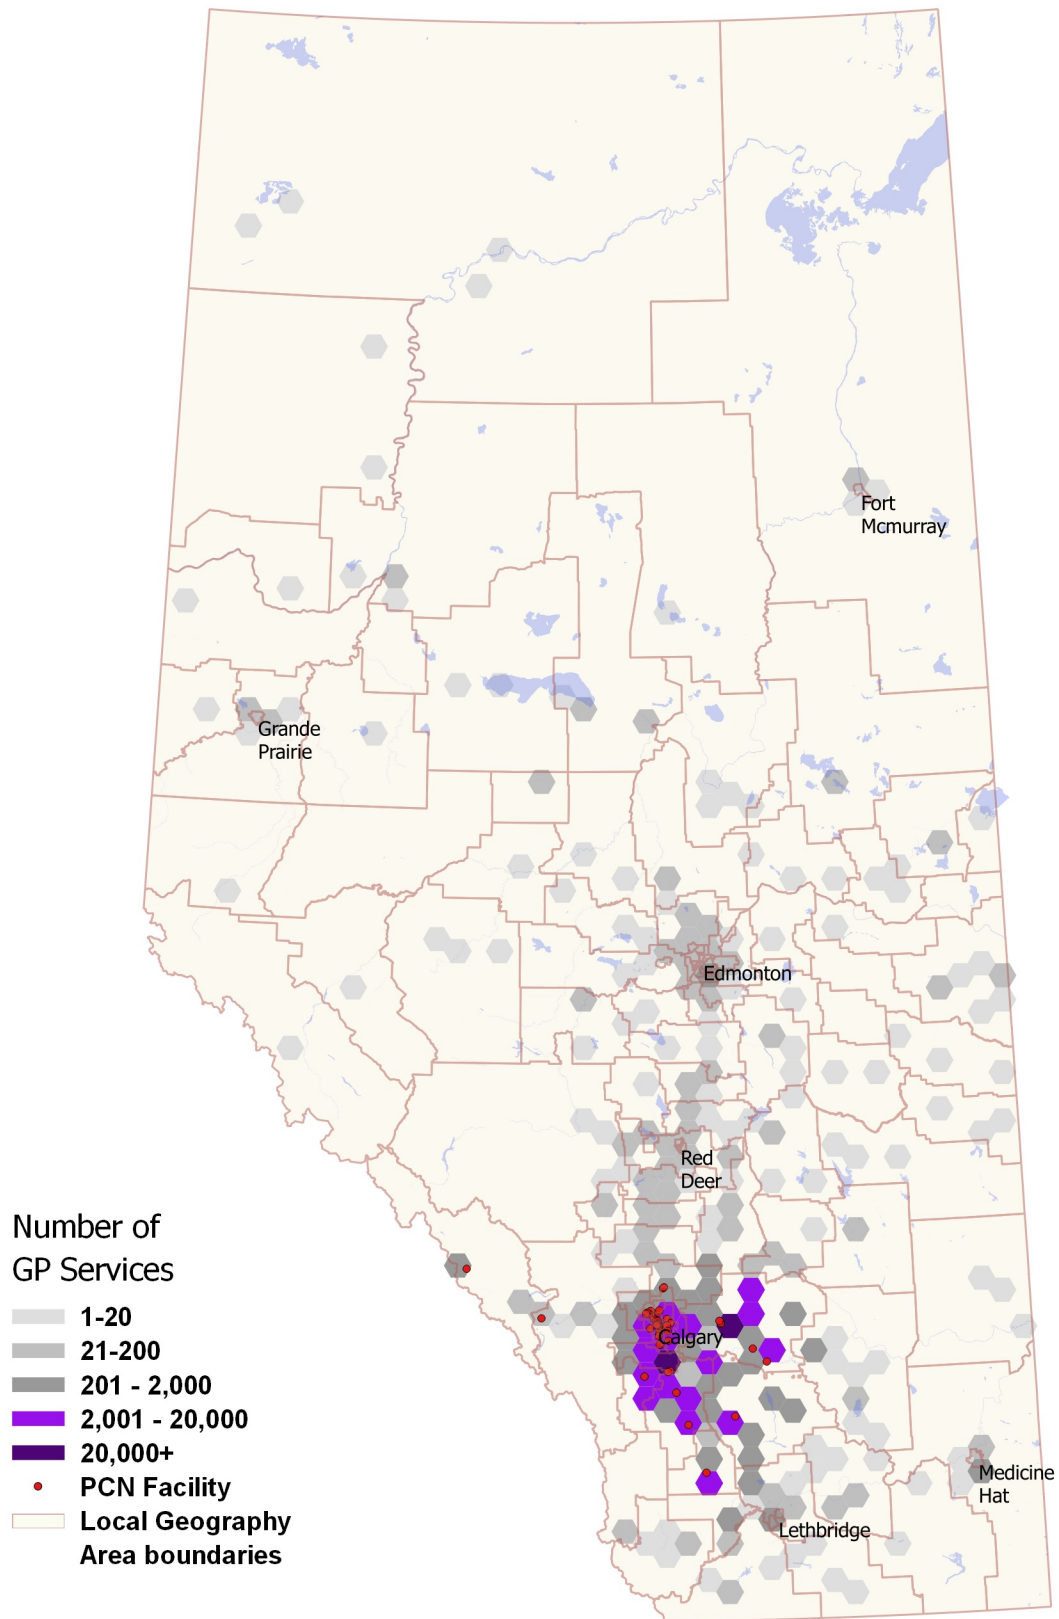 Fort
Mcmurray
Grande
Prairie
Edmonton
Red
Deer
Calgary
Medicine
Hat
Lethbridge
Number of
GP Services
1-20
21-200
201 - 2,000
2,001 - 20,000
20,000+
PCN Facility
Local Geography
Area boundaries